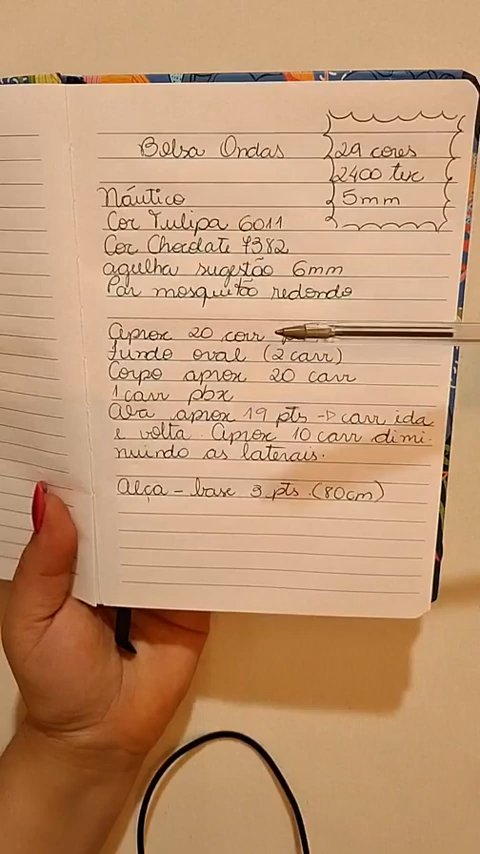 Bolsa Ondas
29 cores
2400 tex
5mm
Náutico
Cor Tulipa 6011
Cor Chocolate 7382
agulha sugestão 6mm
Par mosquetão redondo
Aprox 20 corr
Fundo oval (2 carr)
Corpo aprox 20 carr
1 carr pbx
Aba aprox 19 pts → carr ida
e volta. Aprox 10 carr dimi-
nuindo as laterais.
Alça - base 3 pts. (80cm)